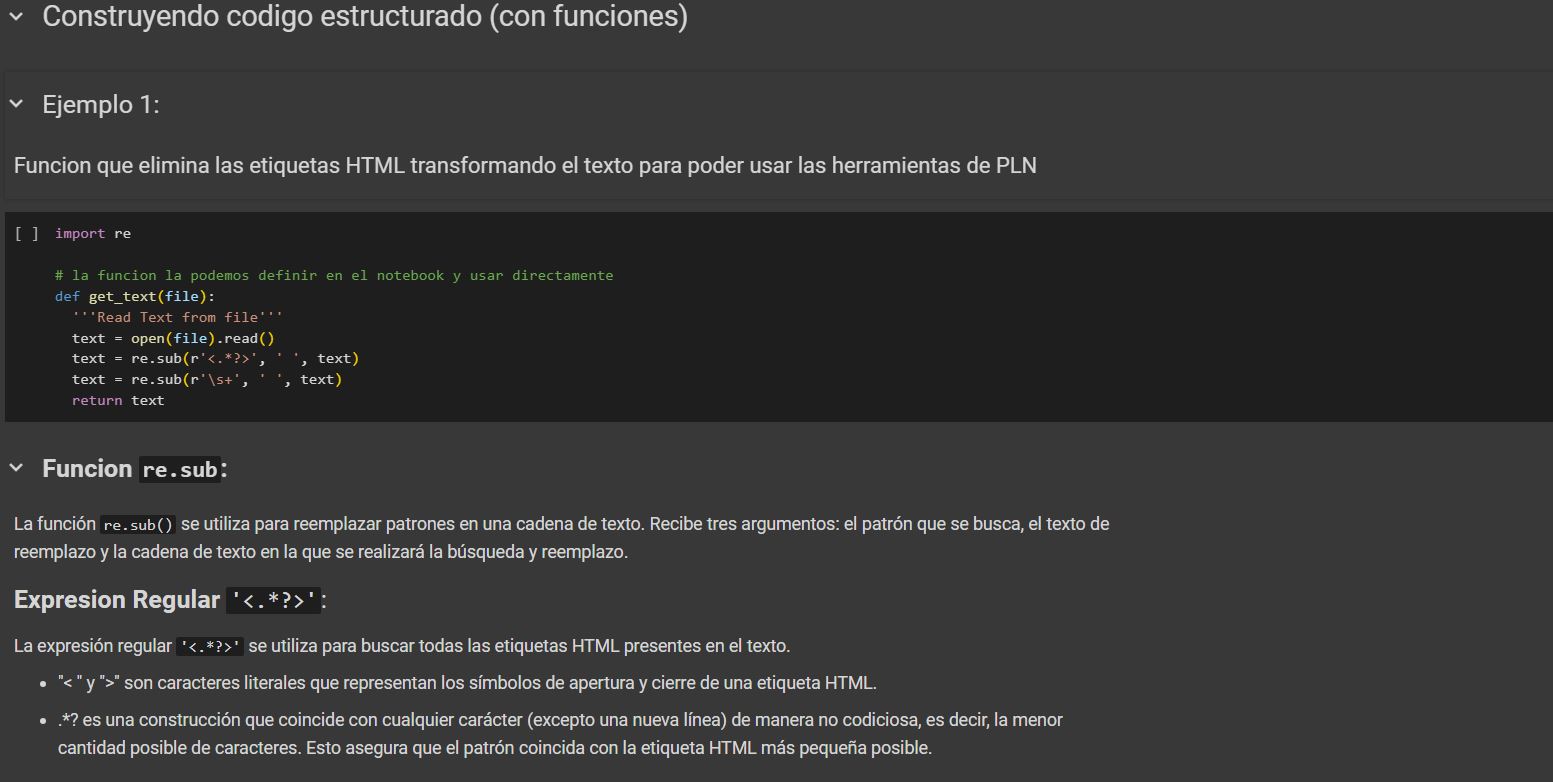 Construyendo codigo estructurado (con funciones)
Ejemplo 1:
Funcion que elimina las etiquetas HTML transformando el texto para poder usar las herramientas de PLN
[ ] import re
# la funcion la podemos definir en el notebook y usar directamente
def get_text(file):
  '''Read Text from file'''
  text = open(file).read()
  text = re.sub(r'<.*?>', ' ', text)
  text = re.sub(r'\s+', ' ', text)
  return text
Funcion re.sub:
La función re.sub() se utiliza para reemplazar patrones en una cadena de texto. Recibe tres argumentos: el patrón que se busca, el texto de
reemplazo y la cadena de texto en la que se realizará la búsqueda y reemplazo.
Expresion Regular '<.*?>':
La expresión regular '<.*?>' se utiliza para buscar todas las etiquetas HTML presentes en el texto.
• "< " y ">" son caracteres literales que representan los símbolos de apertura y cierre de una etiqueta HTML.
• .*? es una construcción que coincide con cualquier carácter (excepto una nueva línea) de manera no codiciosa, es decir, la menor
cantidad posible de caracteres. Esto asegura que el patrón coincida con la etiqueta HTML más pequeña posible.